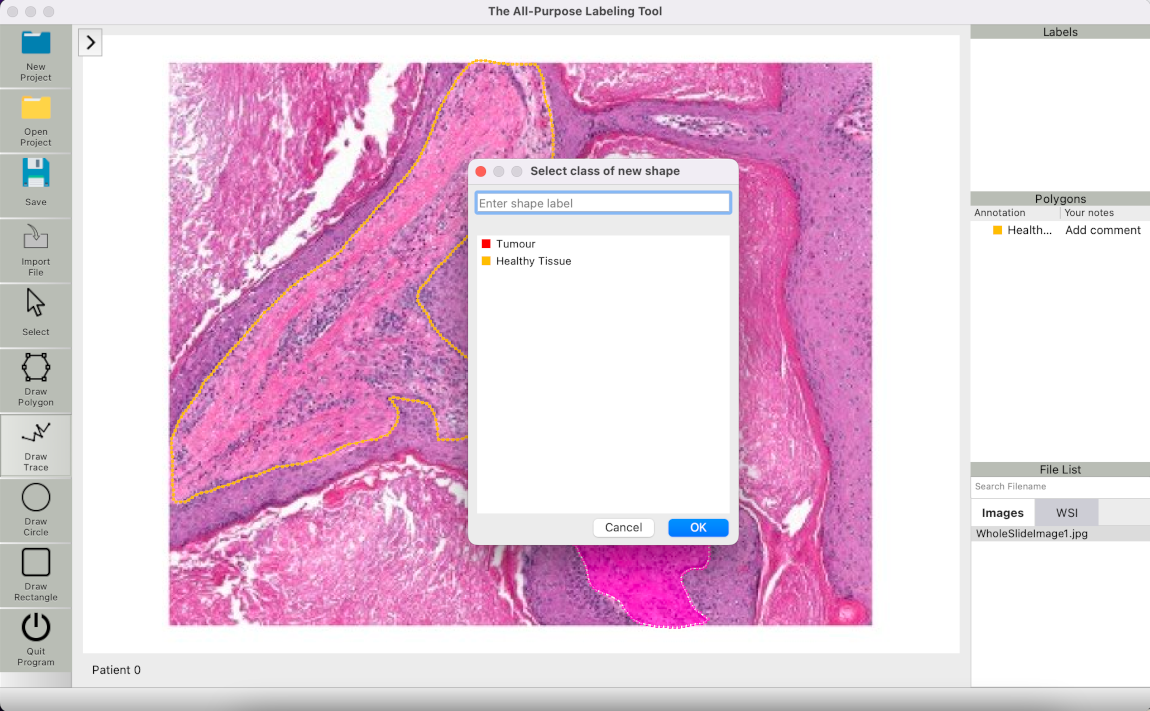 The All-Purpose Labeling Tool
New
Project
Open
Project
Save
Import
File
Select
Draw
Polygon
Draw
Trace
Draw
Circle
Draw
Rectangle
Quit
Program
Select class of new shape
Enter shape label
Tumour
Healthy Tissue
Cancel
OK
Patient 0
Labels
Polygons
Annotation Your notes
Health... Add comment
File List
Search Filename
Images WSI
WholeSlideImage1.jpg